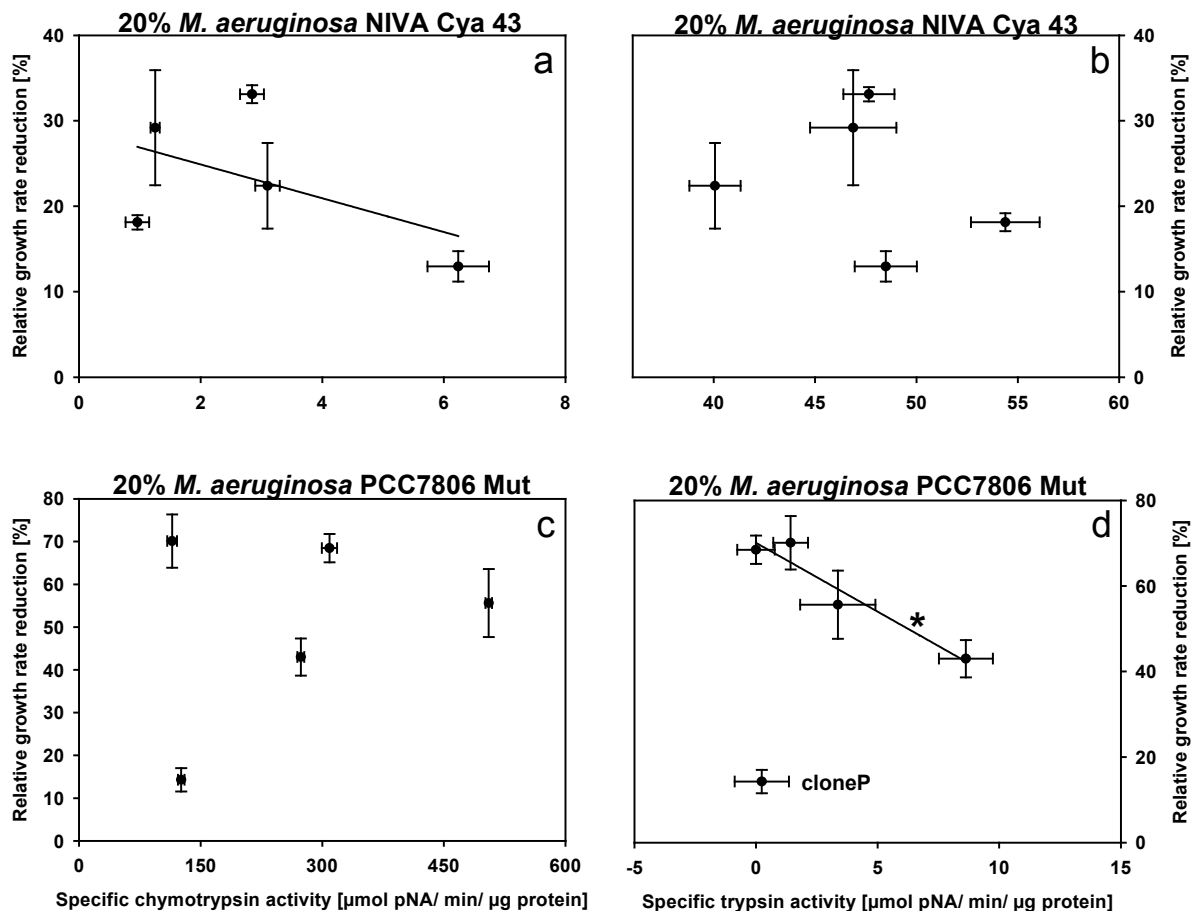 20% M. aeruginosa NIVA Cya 43
a
Relative growth rate reduction [%]
40
30
20
10
0
0 2 4 6 8
20% M. aeruginosa NIVA Cya 43
b
Relative growth rate reduction [%]
40
30
20
10
0
40 45 50 55 60
20% M. aeruginosa PCC7806 Mut
c
Relative growth rate reduction [%]
80
70
60
50
40
30
20
10
0
0 150 300 450 600
Specific chymotrypsin activity [µmol pNA/ min/ µg protein]
20% M. aeruginosa PCC7806 Mut
d
Relative growth rate reduction [%]
80
60
40
20
0
*
cloneP
-5 0 5 10 15
Specific trypsin activity [µmol pNA/ min/ µg protein]